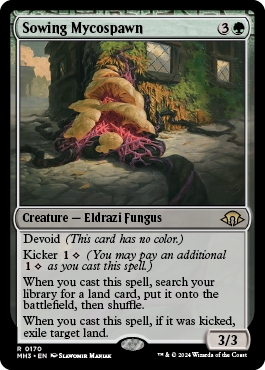 Sowing Mycospawn 3
Creature — Eldrazi Fungus
Devoid (This card has no color.)
Kicker 1◇ (You may pay an additional
1◇ as you cast this spell.)
When you cast this spell, search your
library for a land card, put it onto the
battlefield, then shuffle.
When you cast this spell, if it was kicked,
exile target land.
3/3
R 0170
MH3 • EN SLAWOMIR MANIAK ™ & © 2024 Wizards of the Coast